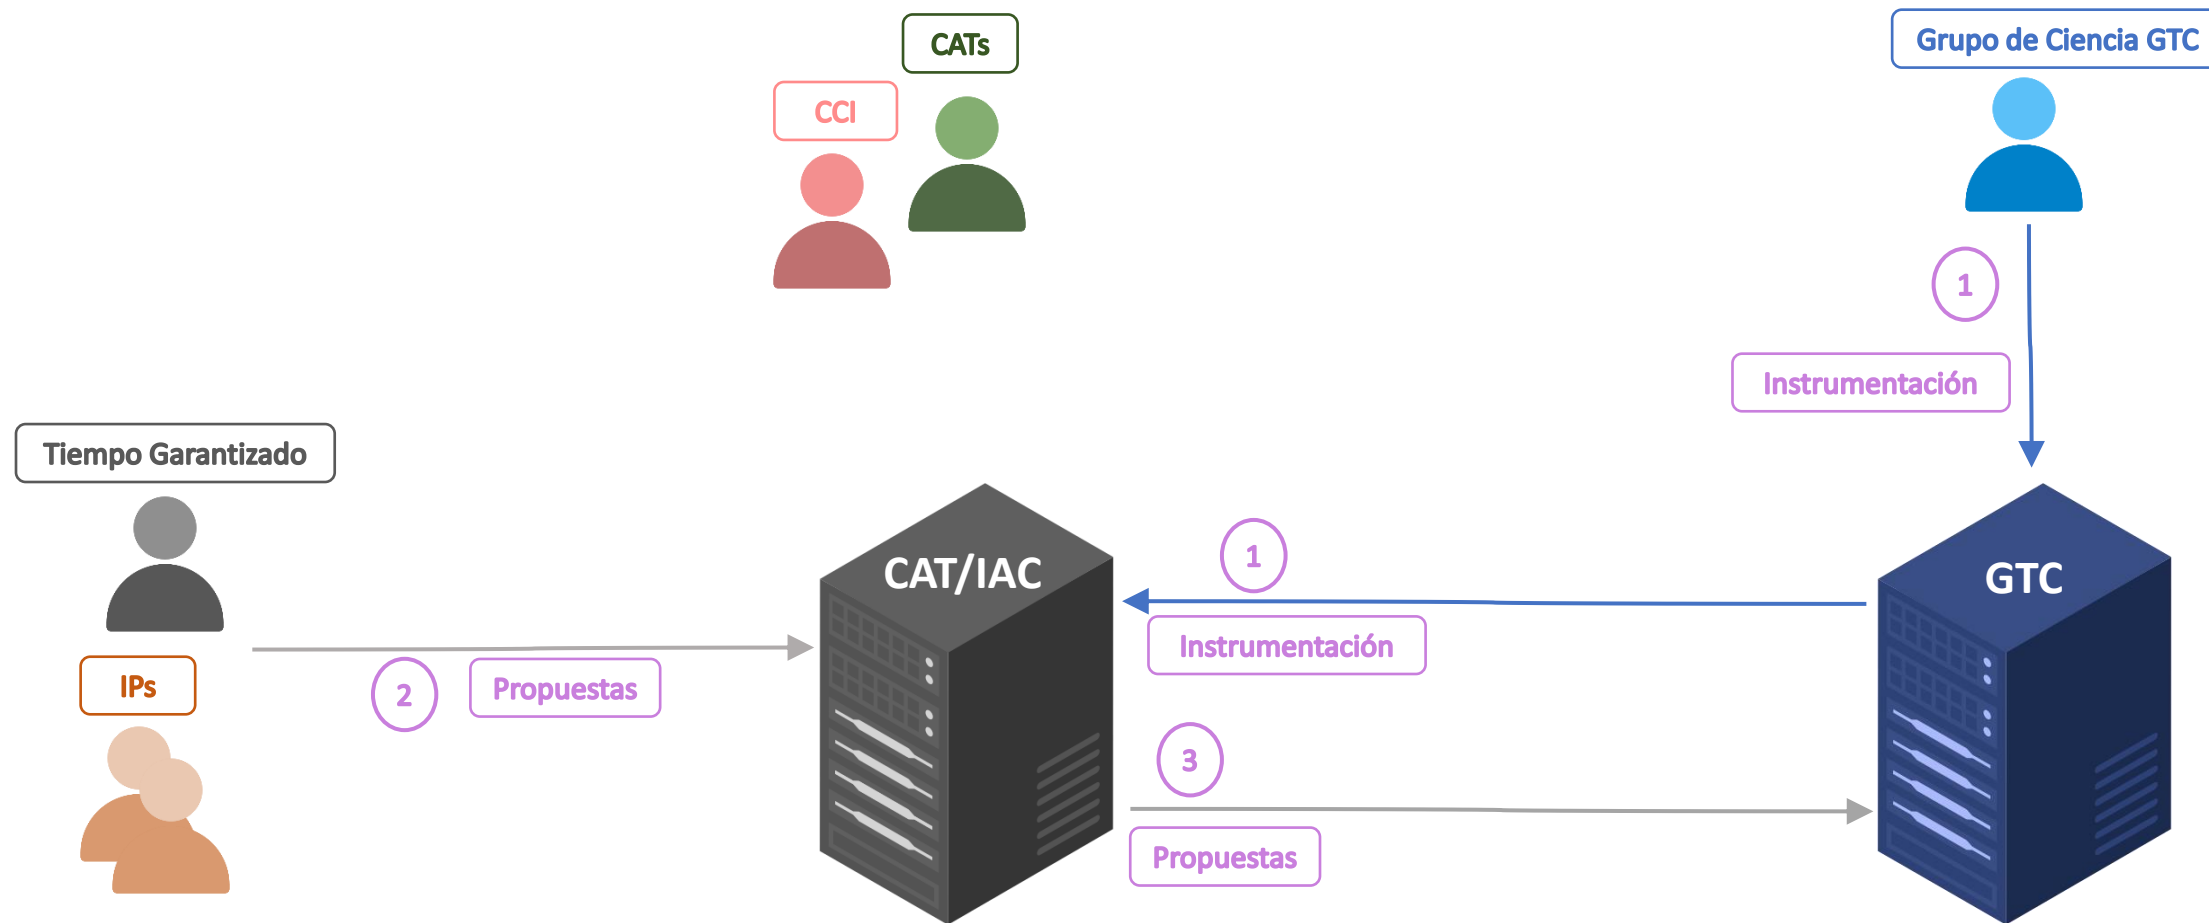 CATs
Grupo de Ciencia GTC
CCI
1
Instrumentación
Tiempo Garantizado
CAT/IAC
1
GTC
Instrumentación
IPs
2
Propuestas
3
Propuestas